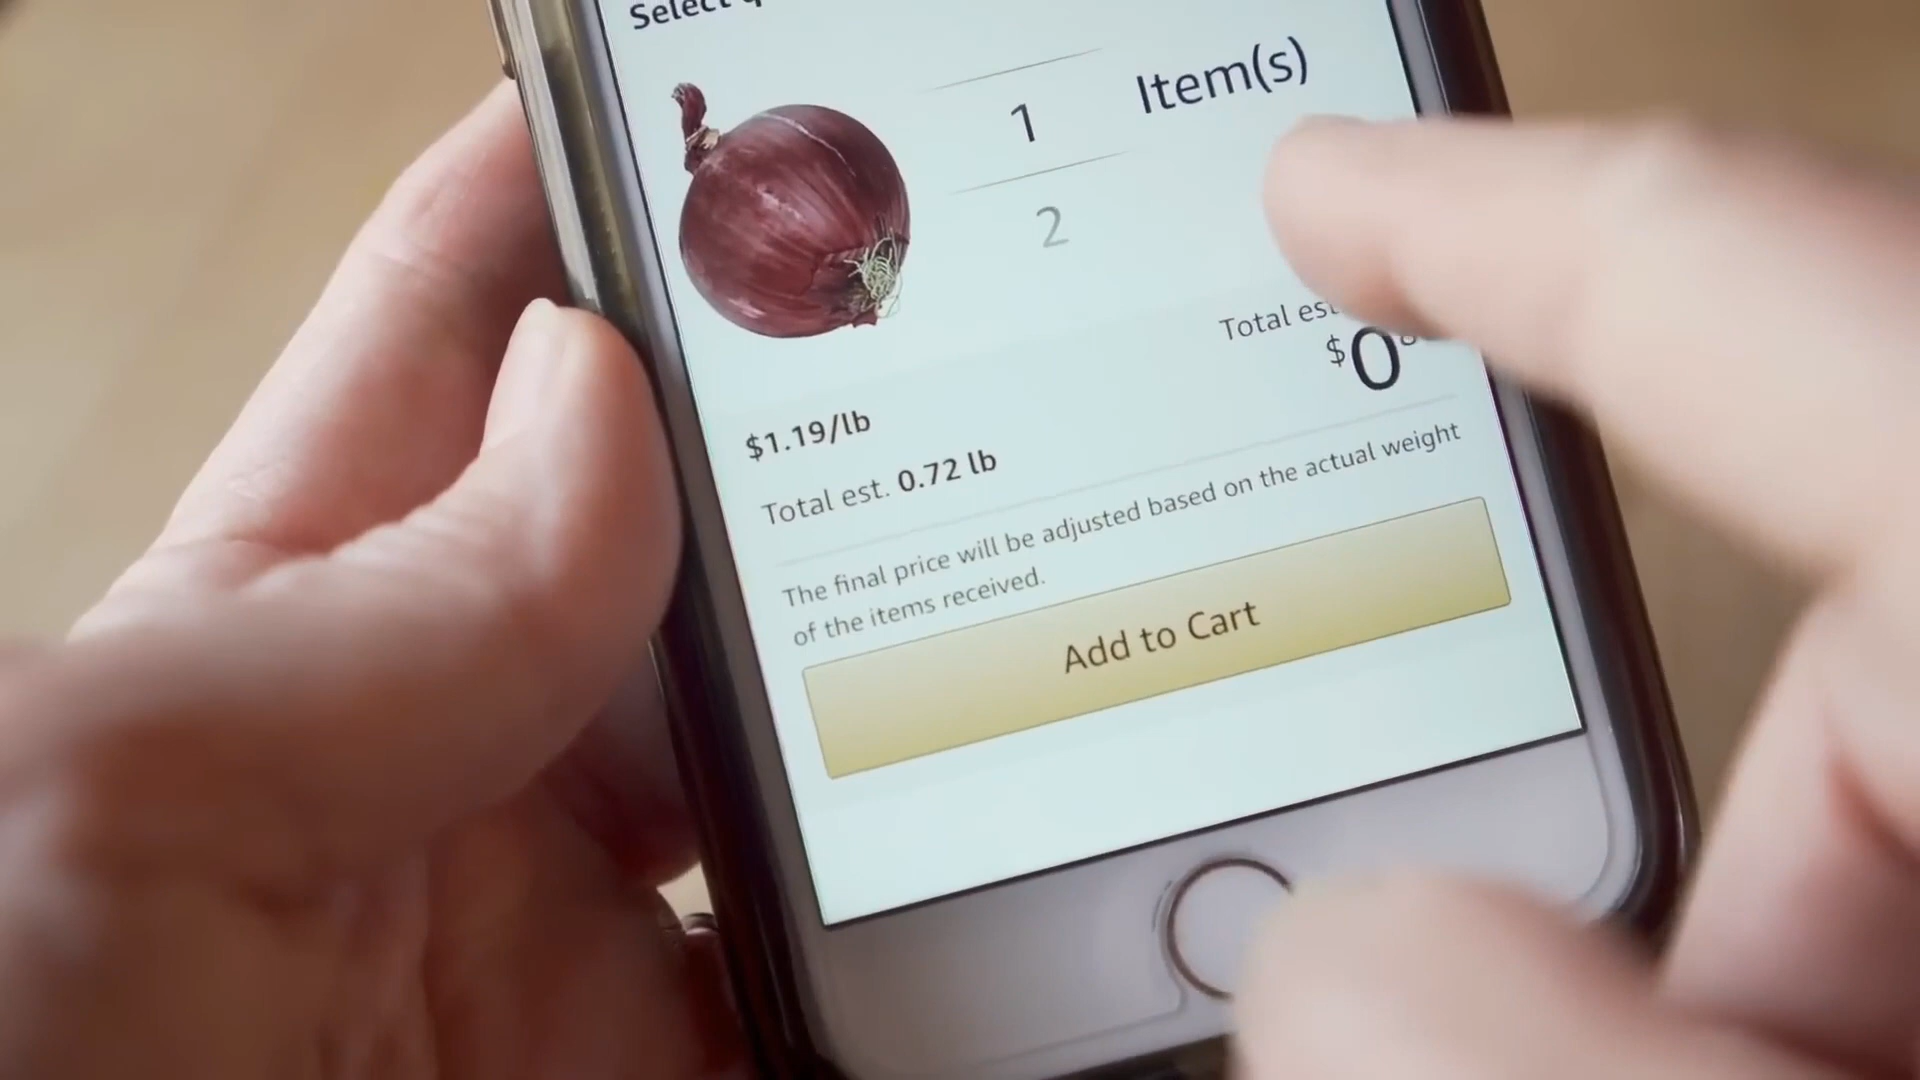 Select
1 Item(s)
2
Total
$0
$1.19/lb
Total est. 0.72 lb
The final price will be adjusted based on the actual weight
of the items received.
Add to Cart